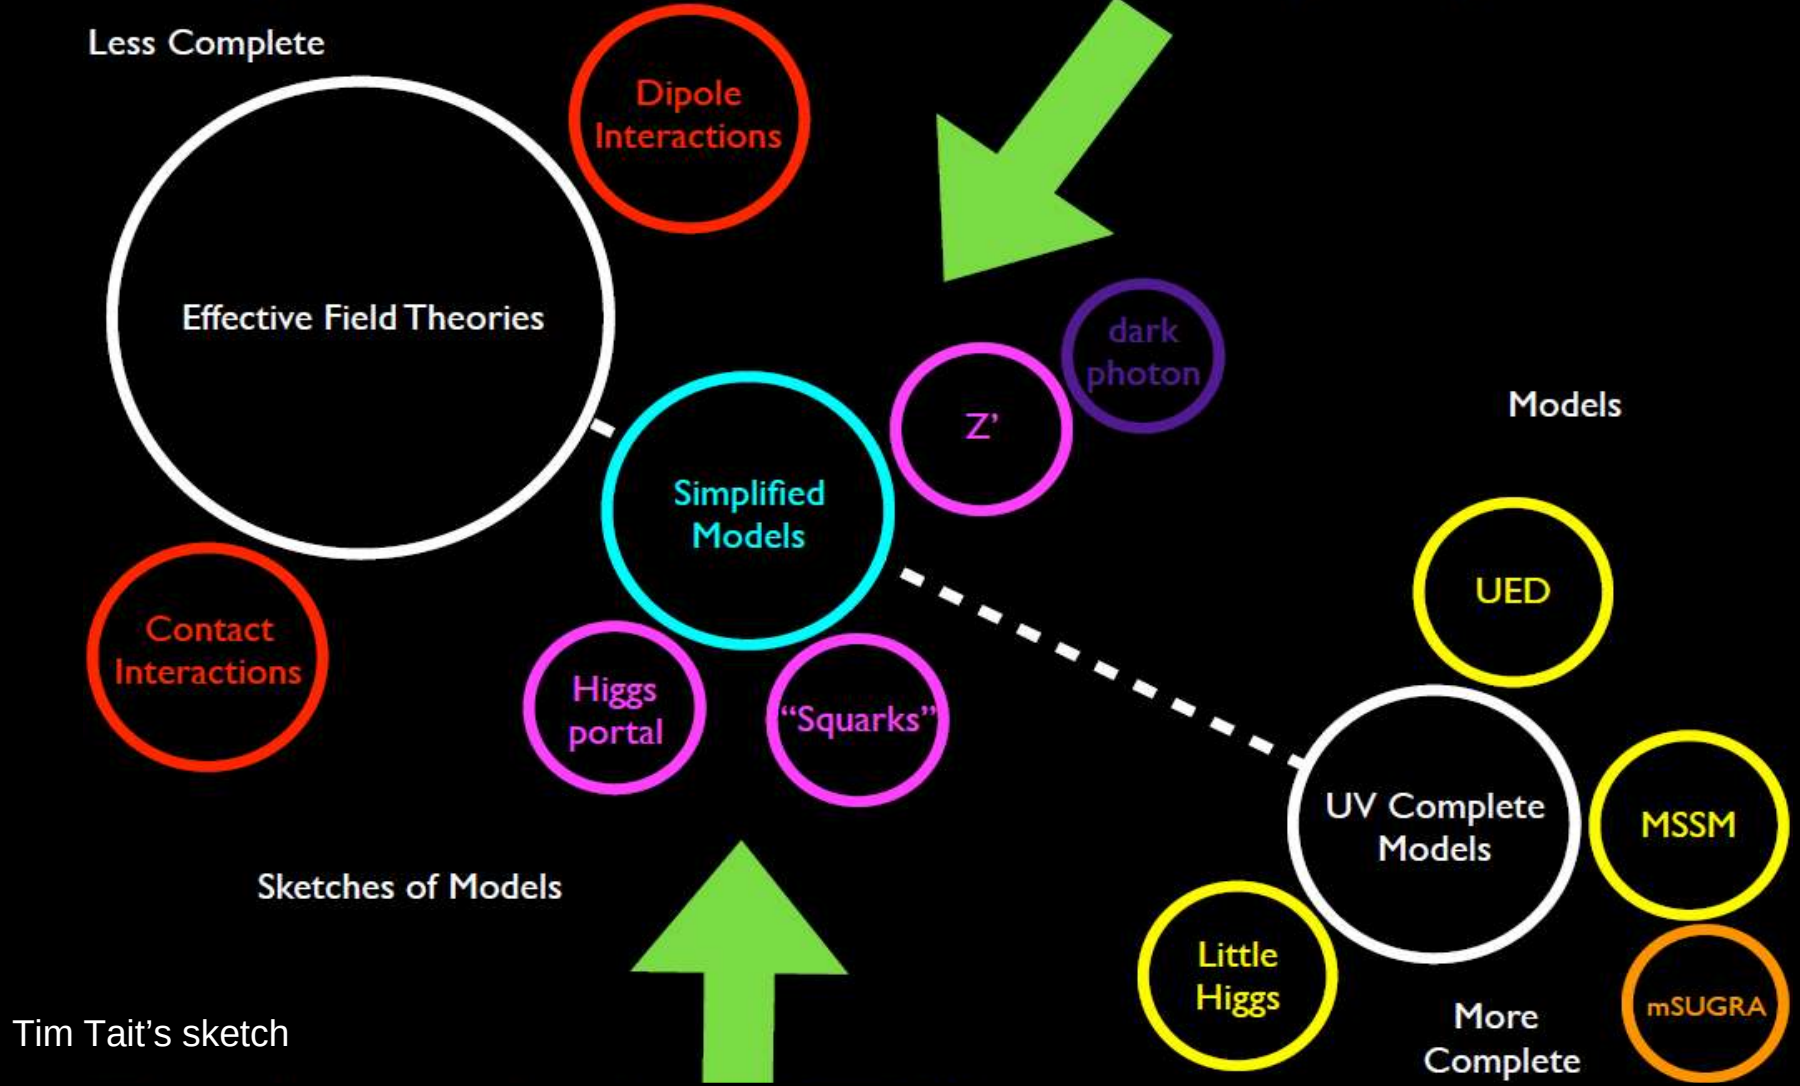 Less Complete
Dipole
Interactions
Effective Field Theories
dark
photon
Z’
Models
Simplified
Models
UED
Contact
Interactions
Higgs
portal
“Squarks”
UV Complete
Models
MSSM
Sketches of Models
Little
Higgs
mSUGRA
More
Complete
Tim Tait’s sketch